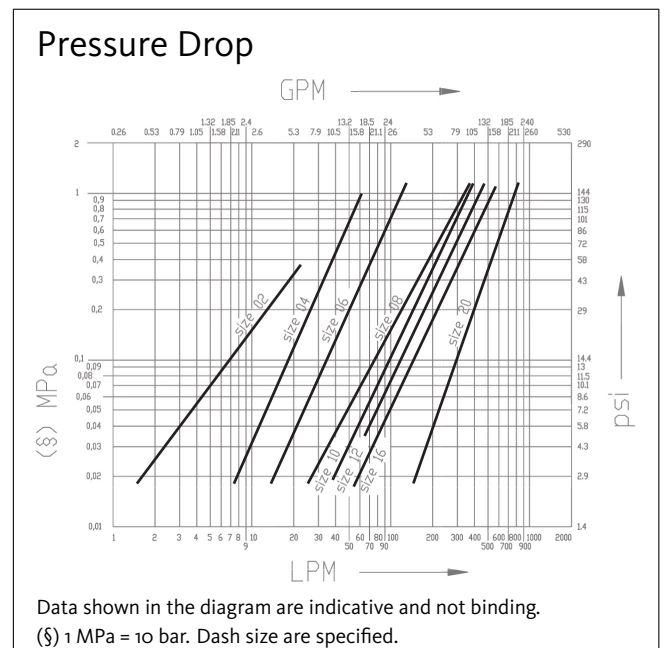 Pressure Drop
GPM
1.32 1.85 2.4 13.2 18.5 24 132 185 240
0.26 0.53 0.79 1.05 1.58 2.11 2.6 5.3 7.9 10.5 15.8 21.1 26 53 79 105 158 211 260 530
2 290
1 144
0,9 130
0,8 115
0,7 101
0,6 86
0,5 72
0,4 58
0,3 43
0,2 29
0,1 14.4
0,09 13
0,08 11.5
0,07 10.1
0,06 8.6
0,05 7.2
0,04 5.8
0,03 4.3
0,02 2.9
0,01 1.4
size 02
size 04
size 06
size 08
size 20
size 10
size 12
size 16
(§) MPa
psi
1 2 3 4 5 6 7 8 10 20 30 40 60 80 100 200 300 400 600 800 1000 2000
9 50 70 90 500 700 900
LPM
Data shown in the diagram are indicative and not binding.
(§) 1 MPa = 10 bar. Dash size are specified.